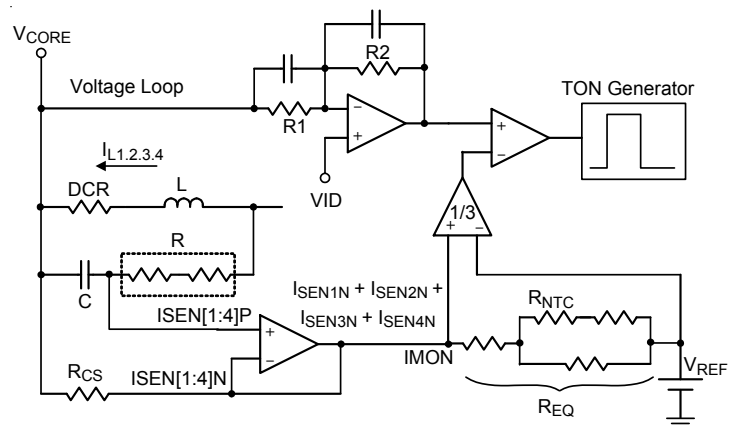 VCORE
Voltage Loop
R2
R1
VID
TON Generator
+
−
IL1.2.3.4
DCR
L
R
C
1/3
ISEN1N + ISEN2N +
ISEN3N + ISEN4N
ISEN[1:4]P
ISEN[1:4]N
RCS
IMON
RNTC
REQ
VREF